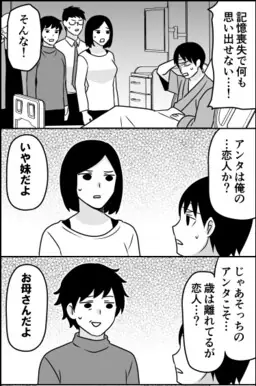 記憶喪失で何も
思い出せない…!
そんな!
アンタは俺の
…恋人か?
いや妹だよ
じゃあそっちの
アンタこそ…
歳は離れてるが
恋人…?
お母さんだよ